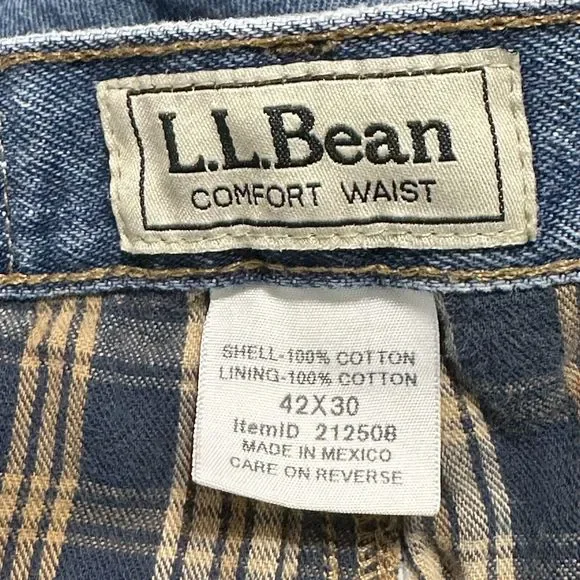 L.L.Bean
COMFORT WAIST
SHELL-100% COTTON
LINING-100% COTTON
42X30
ItemID 212508
MADE IN MEXICO
CARE ON REVERSE